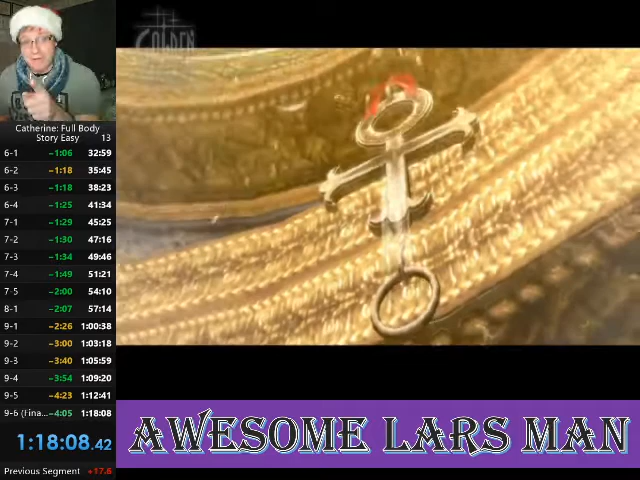 GOLDEN
Catherine: Full Body
Story Easy 13
6-1 −1:06 32:59
6-2 −1:18 35:45
6-3 −1:18 38:23
6-4 −1:25 41:34
7-1 −1:29 45:25
7-2 −1:30 47:16
7-3 −1:34 49:46
7-4 −1:49 51:21
7-5 −2:00 54:10
8-1 −2:07 57:14
9-1 −2:26 1:00:38
9-2 −3:00 1:03:18
9-3 −3:40 1:05:59
9-4 −3:54 1:09:20
9-5 −4:23 1:12:41
9-6 (Fina... −4:05 1:18:08
1:18:08.42
Previous Segment +17.6
AWESOME LARS MAN